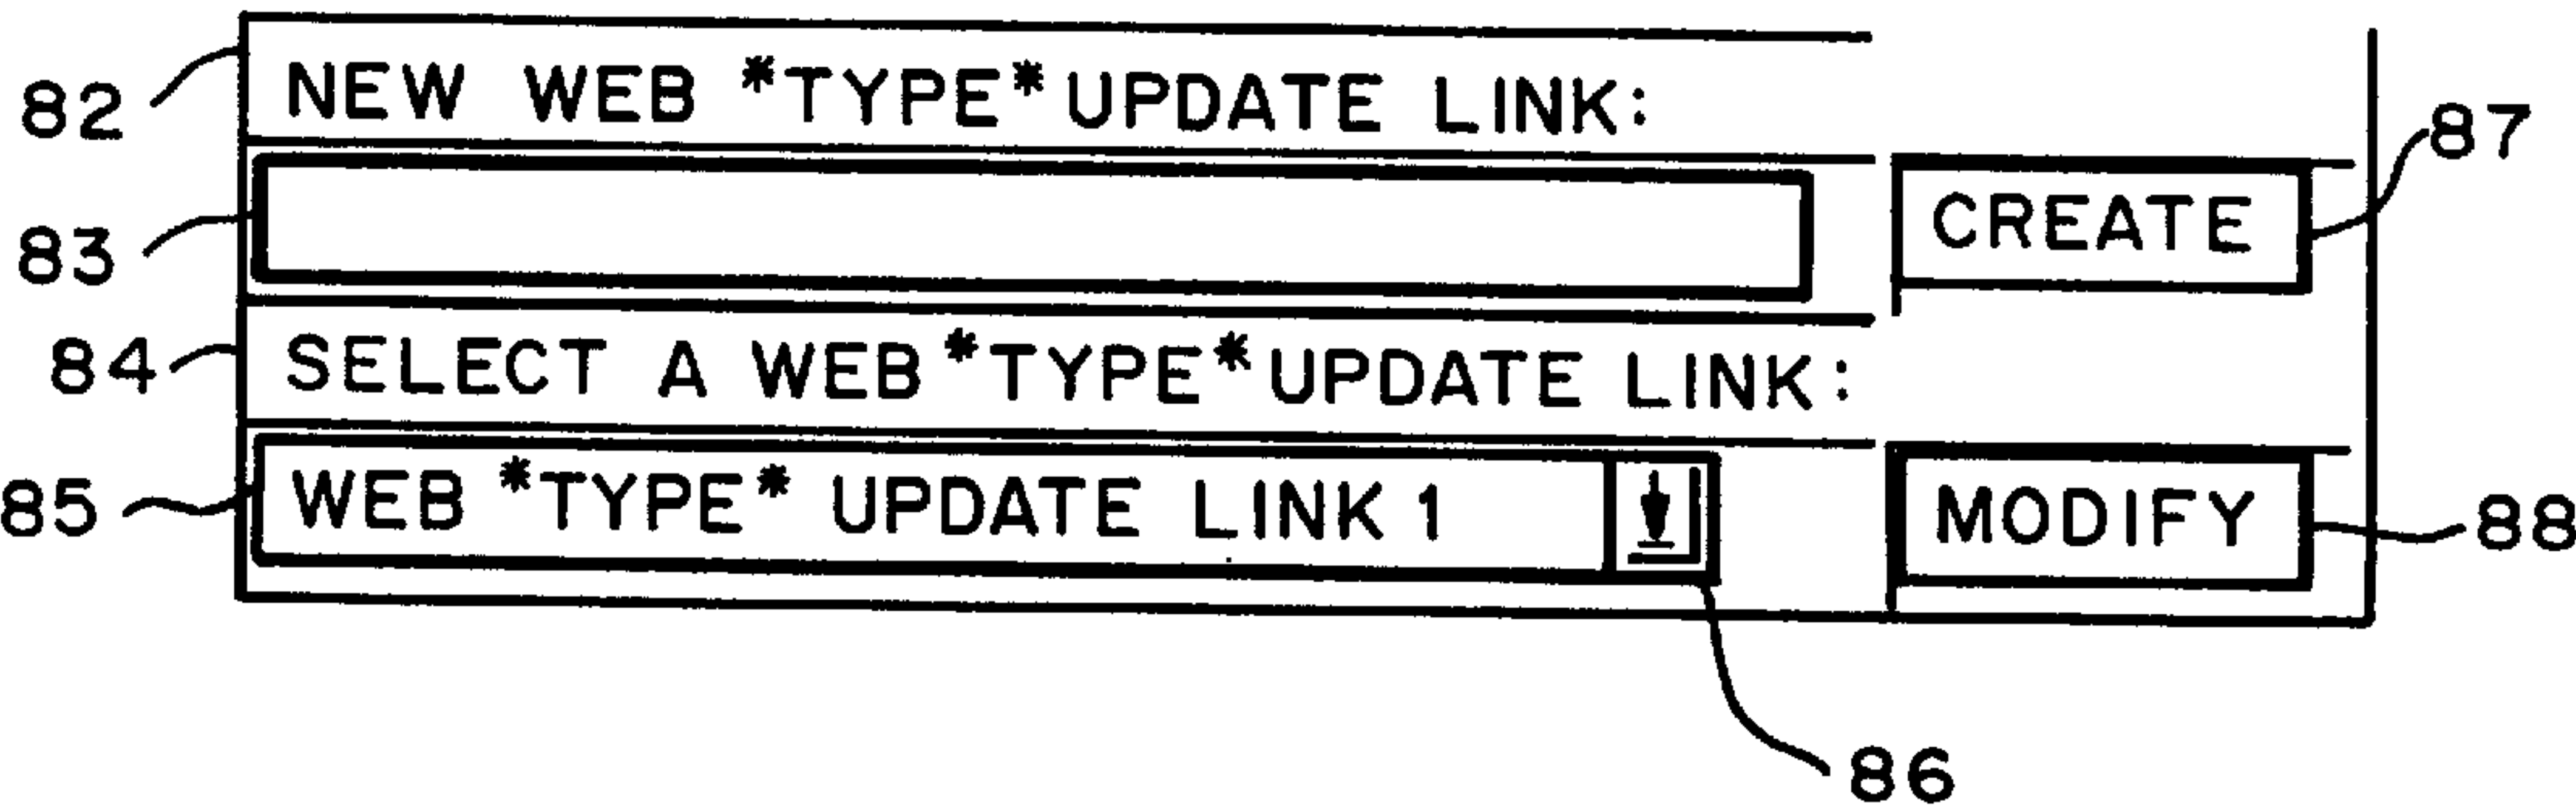 82 NEW WEB *TYPE* UPDATE LINK:
87
83 CREATE
84 SELECT A WEB *TYPE* UPDATE LINK:
85 WEB *TYPE* UPDATE LINK 1 MODIFY 88
86